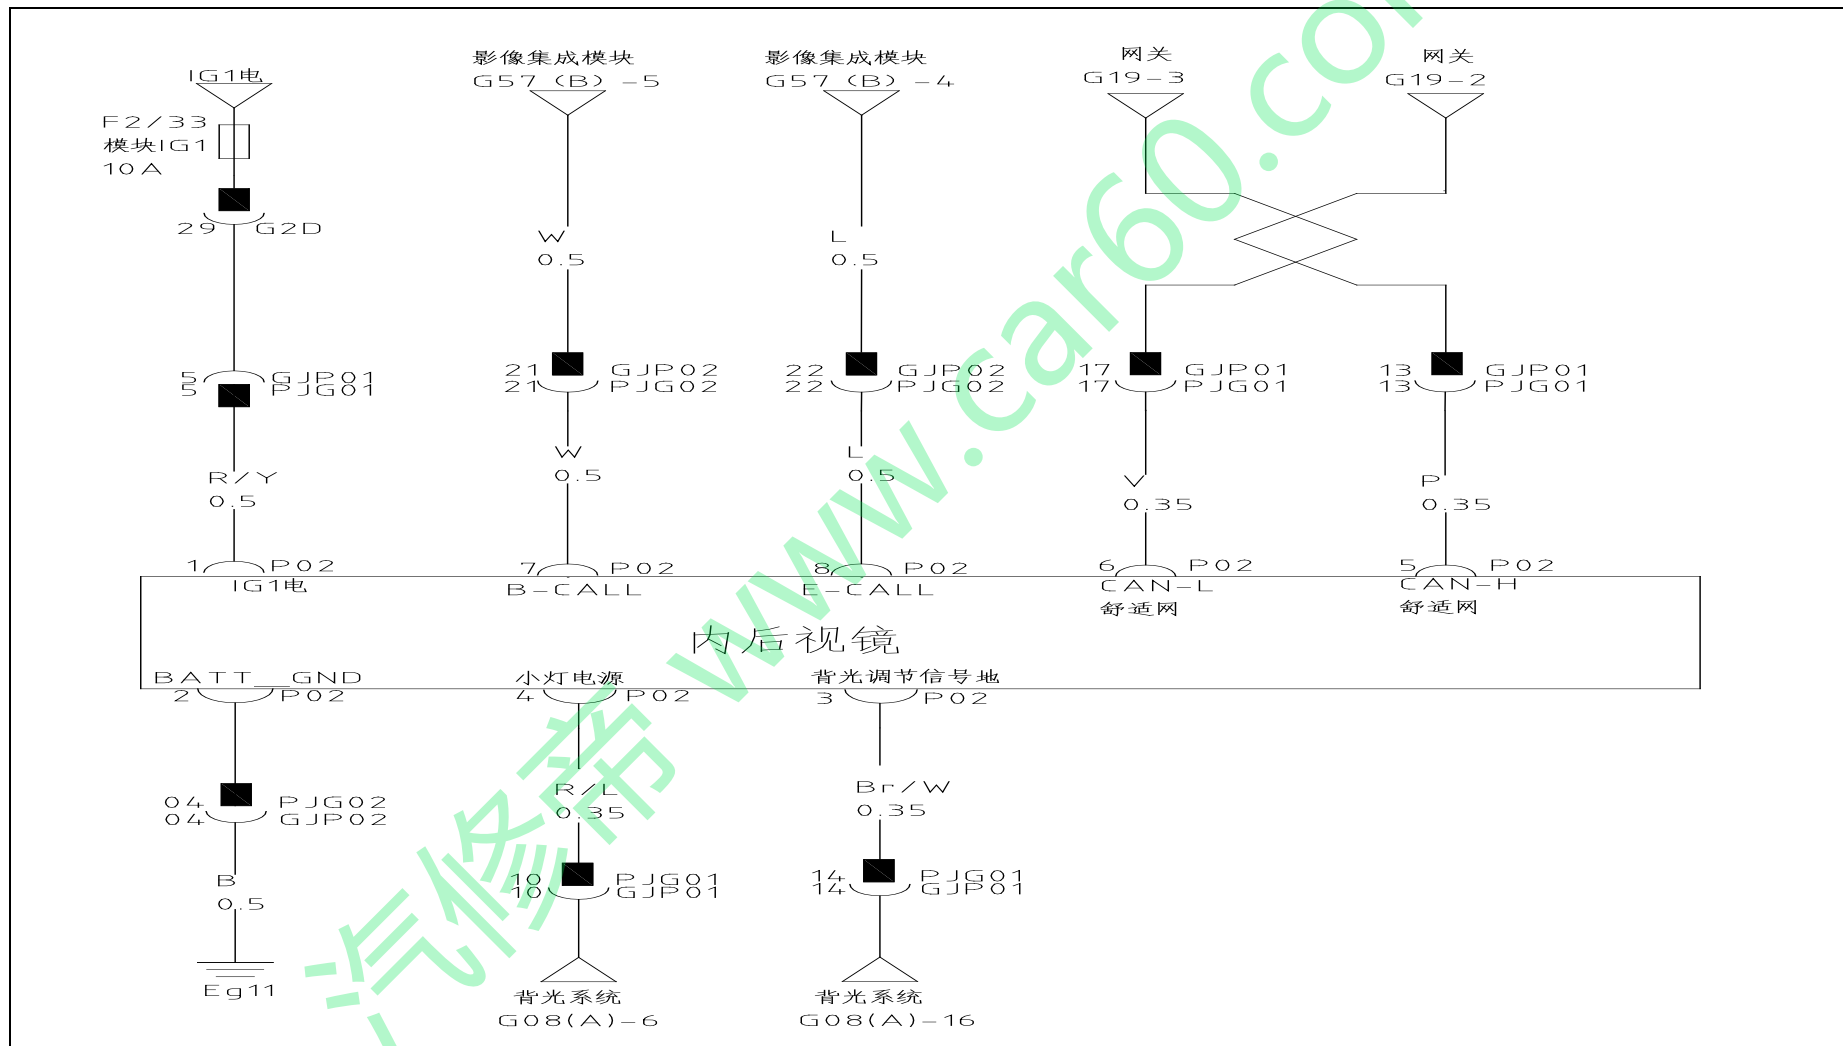 IG1电
F2/33
模块IG1
10A
29 G2D
5 GJP01
5 PJG01
R/Y
0.5
1 P02
IG1电
影像集成模块
G57 (B) -5
W
0.5
21 GJP02
21 PJG02
W
0.5
7 P02
B-CALL
影像集成模块
G57 (B) -4
L
0.5
22 GJP02
22 PJG02
L
0.5
8 P02
E-CALL
网关
G19-3
17 GJP01
17 PJG01
V
0.35
6 P02
CAN-L
舒适网
网关
G19-2
13 GJP01
13 PJG01
P
0.35
5 P02
CAN-H
舒适网
内后视镜
BATT__GND
2 P02
04 PJG02
04 GJP02
B
0.5
Eg11
小灯电源
4 P02
R/L
0.35
10 PJG01
10 GJP01
背光系统
G08(A)-6
背光调节信号地
3 P02
Br/W
0.35
14 PJG01
14 GJP01
背光系统
G08(A)-16
汽修帝 www.car60.com